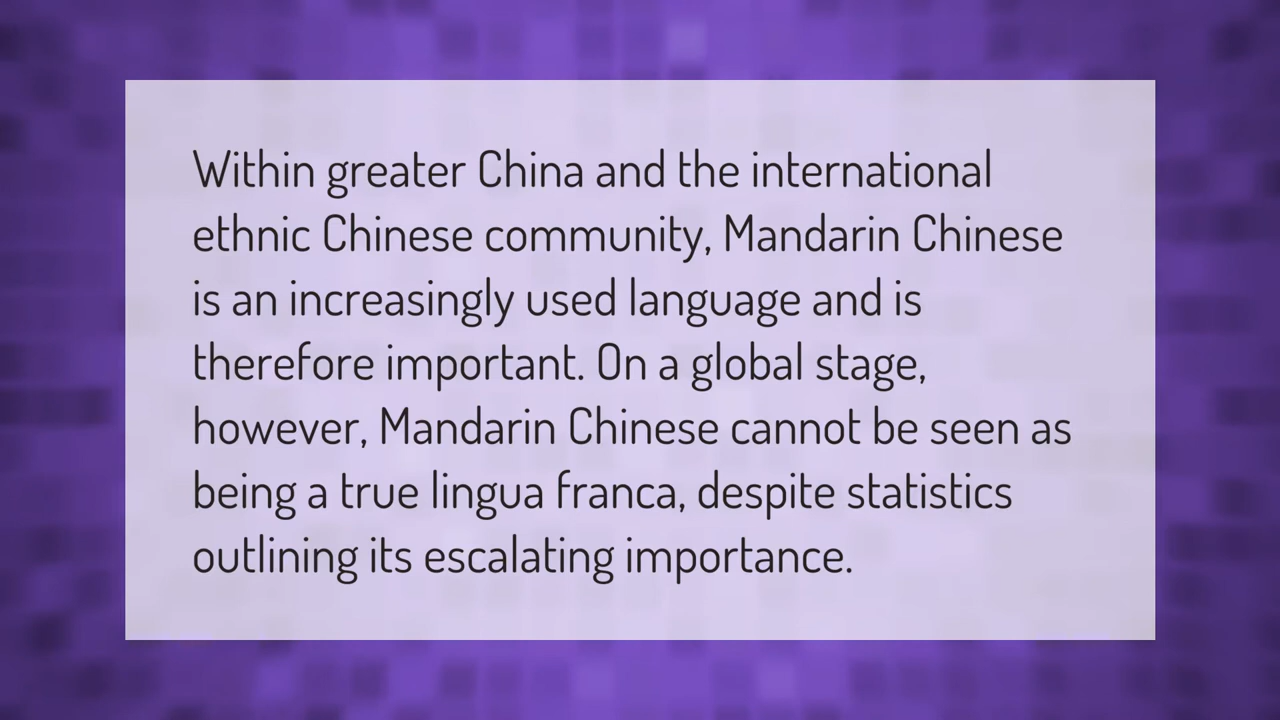 Within greater China and the international
ethnic Chinese community, Mandarin Chinese
is an increasingly used language and is
therefore important. On a global stage,
however, Mandarin Chinese cannot be seen as
being a true lingua franca, despite statistics
outlining its escalating importance.